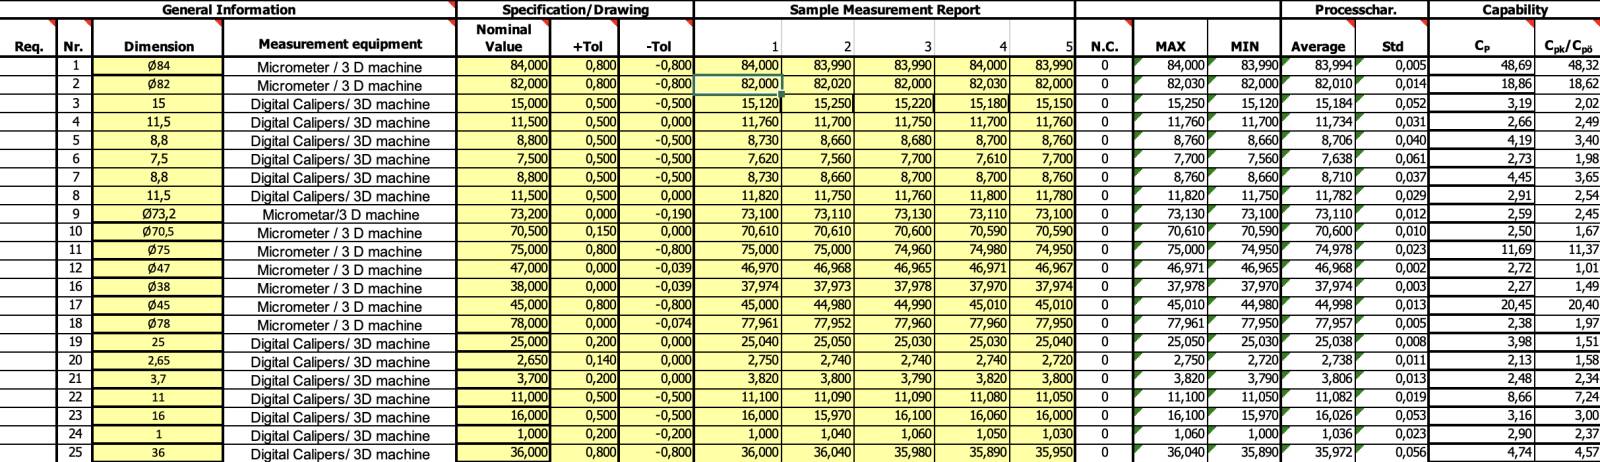 General Information Specification/Drawing Sample Measurement Report Processchar. Capability
Req. Nr. Dimension Measurement equipment Nominal Value +Tol -Tol 1 2 3 4 5 N.C. MAX MIN Average Std CP Cpk/Cpö
1 Ø84 Micrometer / 3 D machine 84,000 0,800 -0,800 84,000 83,990 83,990 84,000 83,990 0 84,000 83,990 83,994 0,005 48,69 48,32
2 Ø82 Micrometer / 3 D machine 82,000 0,800 -0,800 82,000 82,020 82,000 82,030 82,000 0 82,030 82,000 82,010 0,014 18,86 18,62
3 15 Digital Calipers/ 3D machine 15,000 0,500 -0,500 15,120 15,250 15,220 15,180 15,150 0 15,250 15,120 15,184 0,052 3,19 2,02
4 11,5 Digital Calipers/ 3D machine 11,500 0,500 0,000 11,760 11,700 11,750 11,700 11,760 0 11,760 11,700 11,734 0,031 2,66 2,49
5 8,8 Digital Calipers/ 3D machine 8,800 0,500 -0,500 8,730 8,660 8,680 8,700 8,760 0 8,760 8,660 8,706 0,040 4,19 3,40
6 7,5 Digital Calipers/ 3D machine 7,500 0,500 -0,500 7,620 7,560 7,700 7,610 7,700 0 7,700 7,560 7,638 0,061 2,73 1,98
7 8,8 Digital Calipers/ 3D machine 8,800 0,500 -0,500 8,730 8,660 8,700 8,700 8,760 0 8,760 8,660 8,710 0,037 4,45 3,65
8 11,5 Digital Calipers/ 3D machine 11,500 0,500 0,000 11,820 11,750 11,760 11,800 11,780 0 11,820 11,750 11,782 0,029 2,91 2,54
9 Ø73,2 Micrometar/3 D machine 73,200 0,000 -0,190 73,100 73,110 73,130 73,110 73,100 0 73,130 73,100 73,110 0,012 2,59 2,45
10 Ø70,5 Micrometer / 3 D machine 70,500 0,150 0,000 70,610 70,610 70,600 70,590 70,590 0 70,610 70,590 70,600 0,010 2,50 1,67
11 Ø75 Micrometer / 3 D machine 75,000 0,800 -0,800 75,000 75,000 74,960 74,980 74,950 0 75,000 74,950 74,978 0,023 11,69 11,37
12 Ø47 Micrometer / 3 D machine 47,000 0,000 -0,039 46,970 46,968 46,965 46,971 46,967 0 46,971 46,965 46,968 0,002 2,72 1,01
16 Ø38 Micrometer / 3 D machine 38,000 0,000 -0,039 37,974 37,973 37,978 37,970 37,974 0 37,978 37,970 37,974 0,003 2,27 1,49
17 Ø45 Micrometer / 3 D machine 45,000 0,800 -0,800 45,000 44,980 44,990 45,010 45,010 0 45,010 44,980 44,998 0,013 20,45 20,40
18 Ø78 Micrometer / 3 D machine 78,000 0,000 -0,074 77,961 77,952 77,960 77,960 77,950 0 77,961 77,950 77,957 0,005 2,38 1,97
19 25 Digital Calipers/ 3D machine 25,000 0,200 0,000 25,040 25,050 25,030 25,030 25,040 0 25,050 25,030 25,038 0,008 3,98 1,51
20 2,65 Digital Calipers/ 3D machine 2,650 0,140 0,000 2,750 2,740 2,740 2,740 2,720 0 2,750 2,720 2,738 0,011 2,13 1,58
21 3,7 Digital Calipers/ 3D machine 3,700 0,200 0,000 3,820 3,800 3,790 3,820 3,800 0 3,820 3,790 3,806 0,013 2,48 2,34
22 11 Digital Calipers/ 3D machine 11,000 0,500 -0,500 11,100 11,090 11,090 11,080 11,050 0 11,100 11,050 11,082 0,019 8,66 7,24
23 16 Digital Calipers/ 3D machine 16,000 0,500 -0,500 16,000 15,970 16,100 16,060 16,000 0 16,100 15,970 16,026 0,053 3,16 3,00
24 1 Digital Calipers/ 3D machine 1,000 0,200 -0,200 1,000 1,040 1,060 1,050 1,030 0 1,060 1,000 1,036 0,023 2,90 2,37
25 36 Digital Calipers/ 3D machine 36,000 0,800 -0,800 36,000 36,040 35,980 35,890 35,950 0 36,040 35,890 35,972 0,056 4,74 4,57